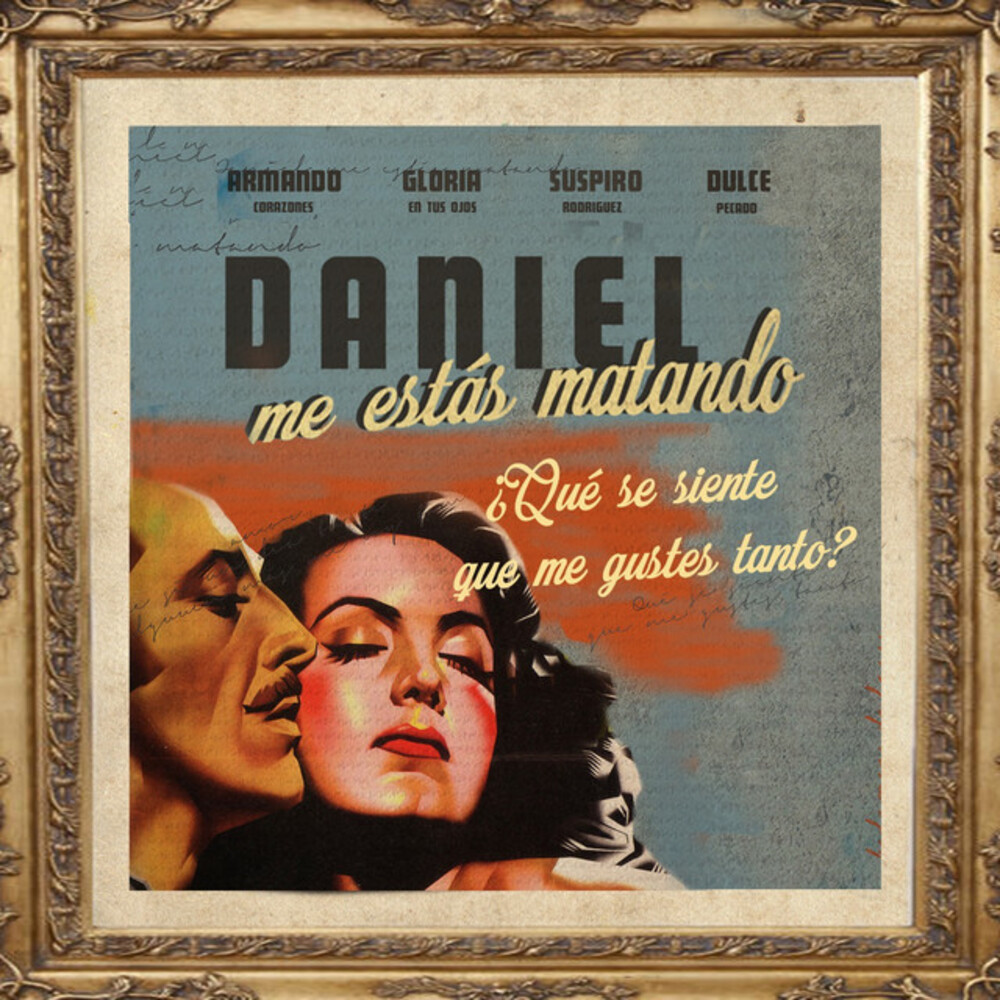 ARMANDO GLORIA SUSPIRO DULCE
CORAZONES EN TUS OJOS RODRIGUEZ PECADO
matando
DANIEL
me estás matando
¿Qué se siente
que me gustes tanto?